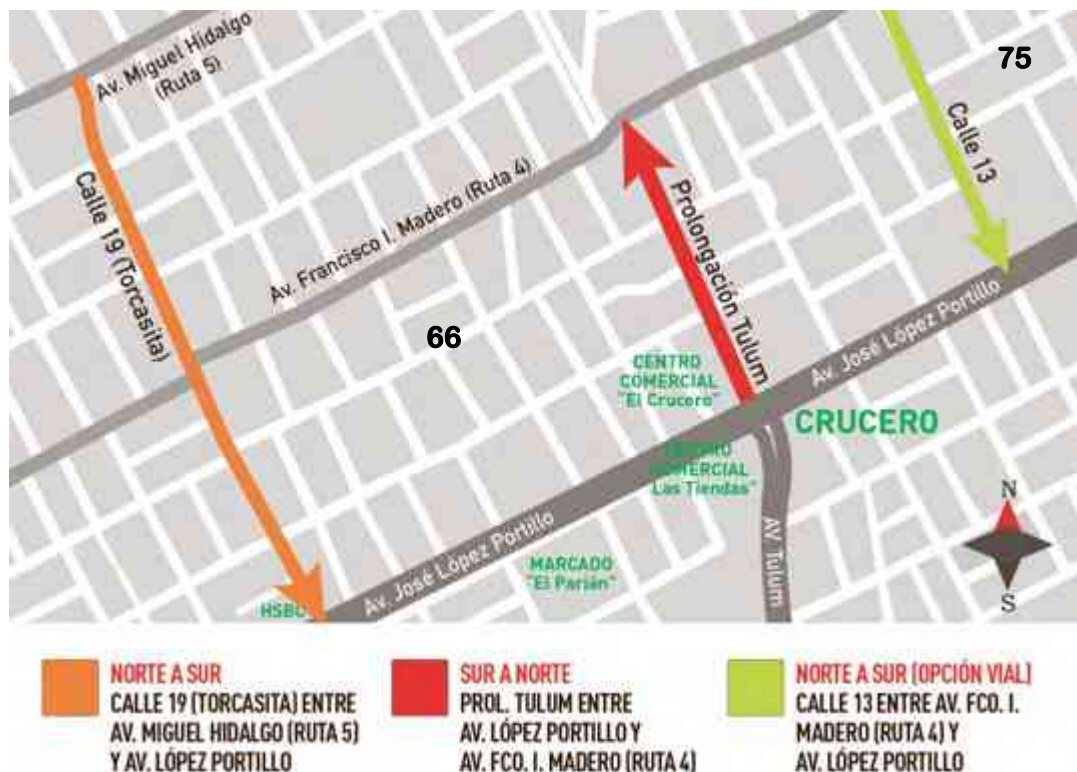 Av. Miguel Hidalgo
(Ruta 5)
75
Calle 13
Calle 19 (Torcasita)
Av. Francisco I. Madero (Ruta 4)
Prolongación Tulum
66
Av. José López Portillo
CENTRO
COMERCIAL
"El Crucero"
CRUCERO
CENTRO
COMERCIAL
"Las Tiendas"
Av. José López Portillo
AV. Tulum
MARCADO
"El Parián"
HSBC
N
S
NORTE A SUR
CALLE 19 (TORCASITA) ENTRE
AV. MIGUEL HIDALGO (RUTA 5)
Y AV. LÓPEZ PORTILLO
SUR A NORTE
PROL. TULUM ENTRE
AV. LÓPEZ PORTILLO Y
AV. FCO. I. MADERO (RUTA 4)
NORTE A SUR (OPCIÓN VIAL)
CALLE 13 ENTRE AV. FCO. I.
MADERO (RUTA 4) Y
AV. LÓPEZ PORTILLO